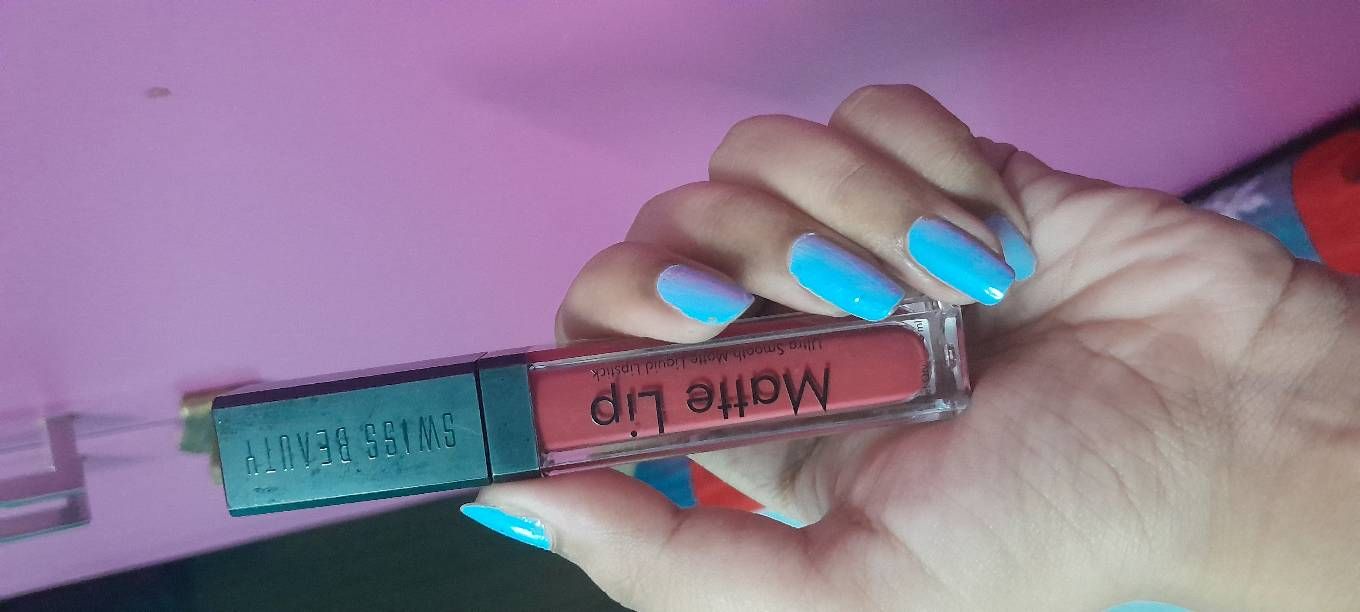 Matte Lip
Ultra Smooth Matte Liquid Lipstick
SWISS BEAUTY